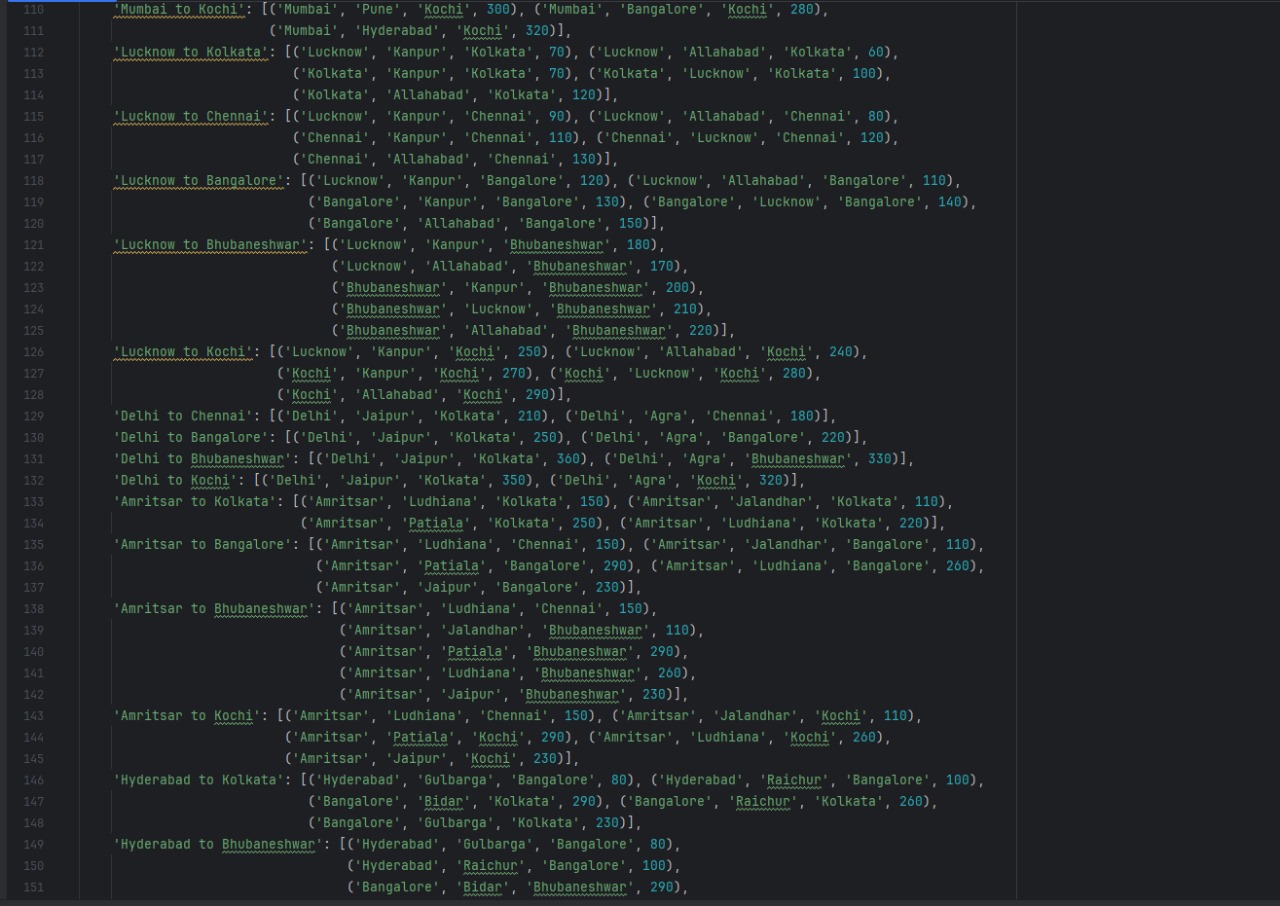 110 'Mumbai to Kochi': [('Mumbai', 'Pune', 'Kochi', 300), ('Mumbai', 'Bangalore', 'Kochi', 280),
111 ('Mumbai', 'Hyderabad', 'Kochi', 320)],
112 'Lucknow to Kolkata': [('Lucknow', 'Kanpur', 'Kolkata', 70), ('Lucknow', 'Allahabad', 'Kolkata', 60),
113 ('Kolkata', 'Kanpur', 'Kolkata', 70), ('Kolkata', 'Lucknow', 'Kolkata', 100),
114 ('Kolkata', 'Allahabad', 'Kolkata', 120)],
115 'Lucknow to Chennai': [('Lucknow', 'Kanpur', 'Chennai', 90), ('Lucknow', 'Allahabad', 'Chennai', 80),
116 ('Chennai', 'Kanpur', 'Chennai', 110), ('Chennai', 'Lucknow', 'Chennai', 120),
117 ('Chennai', 'Allahabad', 'Chennai', 130)],
118 'Lucknow to Bangalore': [('Lucknow', 'Kanpur', 'Bangalore', 120), ('Lucknow', 'Allahabad', 'Bangalore', 110),
119 ('Bangalore', 'Kanpur', 'Bangalore', 130), ('Bangalore', 'Lucknow', 'Bangalore', 140),
120 ('Bangalore', 'Allahabad', 'Bangalore', 150)],
121 'Lucknow to Bhubaneshwar': [('Lucknow', 'Kanpur', 'Bhubaneshwar', 180),
122 ('Lucknow', 'Allahabad', 'Bhubaneshwar', 170),
123 ('Bhubaneshwar', 'Kanpur', 'Bhubaneshwar', 200),
124 ('Bhubaneshwar', 'Lucknow', 'Bhubaneshwar', 210),
125 ('Bhubaneshwar', 'Allahabad', 'Bhubaneshwar', 220)],
126 'Lucknow to Kochi': [('Lucknow', 'Kanpur', 'Kochi', 250), ('Lucknow', 'Allahabad', 'Kochi', 240),
127 ('Kochi', 'Kanpur', 'Kochi', 270), ('Kochi', 'Lucknow', 'Kochi', 280),
128 ('Kochi', 'Allahabad', 'Kochi', 290)],
129 'Delhi to Chennai': [('Delhi', 'Jaipur', 'Kolkata', 210), ('Delhi', 'Agra', 'Chennai', 180)],
130 'Delhi to Bangalore': [('Delhi', 'Jaipur', 'Kolkata', 250), ('Delhi', 'Agra', 'Bangalore', 220)],
131 'Delhi to Bhubaneshwar': [('Delhi', 'Jaipur', 'Kolkata', 360), ('Delhi', 'Agra', 'Bhubaneshwar', 330)],
132 'Delhi to Kochi': [('Delhi', 'Jaipur', 'Kolkata', 350), ('Delhi', 'Agra', 'Kochi', 320)],
133 'Amritsar to Kolkata': [('Amritsar', 'Ludhiana', 'Kolkata', 150), ('Amritsar', 'Jalandhar', 'Kolkata', 110),
134 ('Amritsar', 'Patiala', 'Kolkata', 250), ('Amritsar', 'Ludhiana', 'Kolkata', 220)],
135 'Amritsar to Bangalore': [('Amritsar', 'Ludhiana', 'Chennai', 150), ('Amritsar', 'Jalandhar', 'Bangalore', 110),
136 ('Amritsar', 'Patiala', 'Bangalore', 290), ('Amritsar', 'Ludhiana', 'Bangalore', 260),
137 ('Amritsar', 'Jaipur', 'Bangalore', 230)],
138 'Amritsar to Bhubaneshwar': [('Amritsar', 'Ludhiana', 'Chennai', 150),
139 ('Amritsar', 'Jalandhar', 'Bhubaneshwar', 110),
140 ('Amritsar', 'Patiala', 'Bhubaneshwar', 290),
141 ('Amritsar', 'Ludhiana', 'Bhubaneshwar', 260),
142 ('Amritsar', 'Jaipur', 'Bhubaneshwar', 230)],
143 'Amritsar to Kochi': [('Amritsar', 'Ludhiana', 'Chennai', 150), ('Amritsar', 'Jalandhar', 'Kochi', 110),
144 ('Amritsar', 'Patiala', 'Kochi', 290), ('Amritsar', 'Ludhiana', 'Kochi', 260),
145 ('Amritsar', 'Jaipur', 'Kochi', 230)],
146 'Hyderabad to Kolkata': [('Hyderabad', 'Gulbarga', 'Bangalore', 80), ('Hyderabad', 'Raichur', 'Bangalore', 100),
147 ('Bangalore', 'Bidar', 'Kolkata', 290), ('Bangalore', 'Raichur', 'Kolkata', 260),
148 ('Bangalore', 'Gulbarga', 'Kolkata', 230)],
149 'Hyderabad to Bhubaneshwar': [('Hyderabad', 'Gulbarga', 'Bangalore', 80),
150 ('Hyderabad', 'Raichur', 'Bangalore', 100),
151 ('Bangalore', 'Bidar', 'Bhubaneshwar', 290),